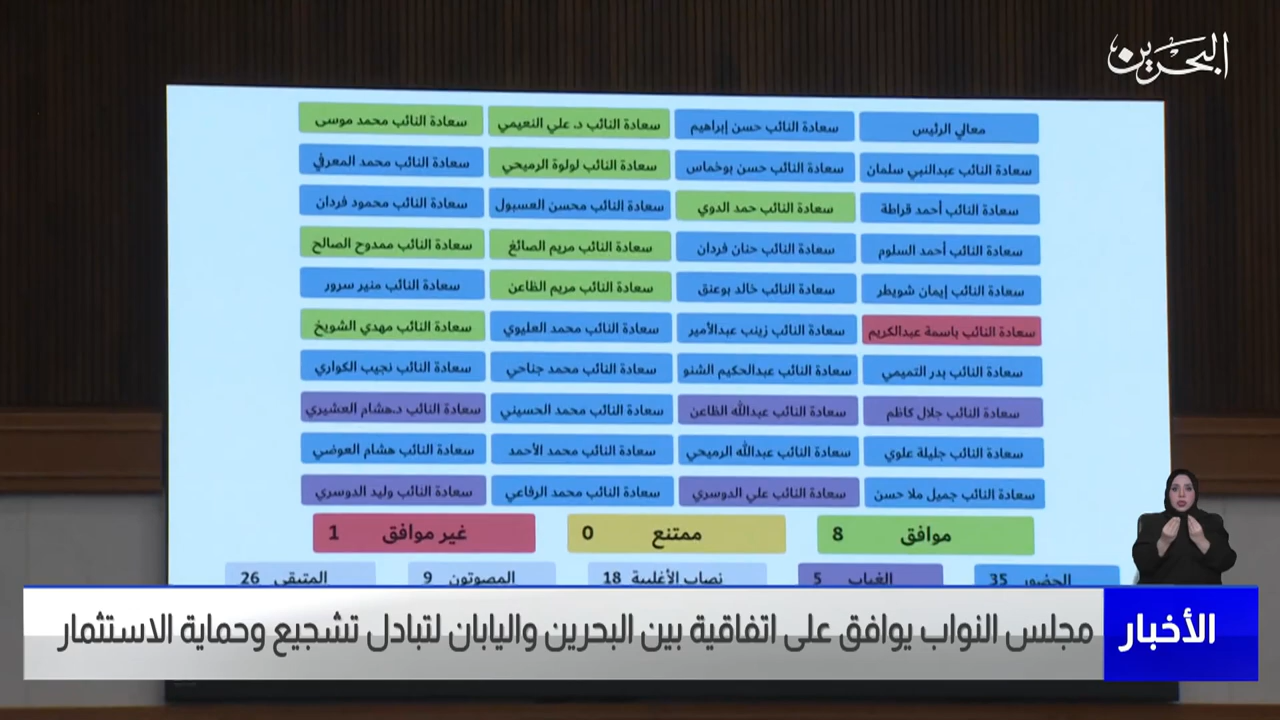 البحرين
معالي الرئيس
سعادة النائب حسن إبراهيم
سعادة النائب د. علي النعيمي
سعادة النائب محمد موسى
سعادة النائب عبدالنبي سلمان
سعادة النائب حسن بوخماس
سعادة النائب لولوة الرميحي
سعادة النائب محمد المعرفي
سعادة النائب أحمد قراطة
سعادة النائب حمد الدوي
سعادة النائب محسن العسبول
سعادة النائب محمود فردان
سعادة النائب أحمد السلوم
سعادة النائب حنان فردان
سعادة النائب مريم الصائغ
سعادة النائب ممدوح الصالح
سعادة النائب إيمان شويطر
سعادة النائب خالد بوعنق
سعادة النائب مريم الظاعن
سعادة النائب منير سرور
سعادة النائب باسمة عبدالكريم
سعادة النائب زينب عبدالأمير
سعادة النائب محمد العليوي
سعادة النائب مهدي الشويخ
سعادة النائب بدر التميمي
سعادة النائب عبدالحكيم الشنو
سعادة النائب محمد جناحي
سعادة النائب نجيب الكواري
سعادة النائب جلال كاظم
سعادة النائب عبدالله الظاعن
سعادة النائب محمد الحسيني
سعادة النائب د.هشام العشيري
سعادة النائب جليلة علوي
سعادة النائب عبدالله الرميحي
سعادة النائب محمد الأحمد
سعادة النائب هشام العوضي
سعادة النائب جميل ملا حسن
سعادة النائب علي الدوسري
سعادة النائب محمد الرفاعي
سعادة النائب وليد الدوسري
موافق 8
ممتنع 0
غير موافق 1
الحضور 35
الغياب 5
نصاب الأغلبية 18
المصوتون 9
المتبقي 26
الأخبار
مجلس النواب يوافق على اتفاقية بين البحرين واليابان لتبادل تشجيع وحماية الاستثمار